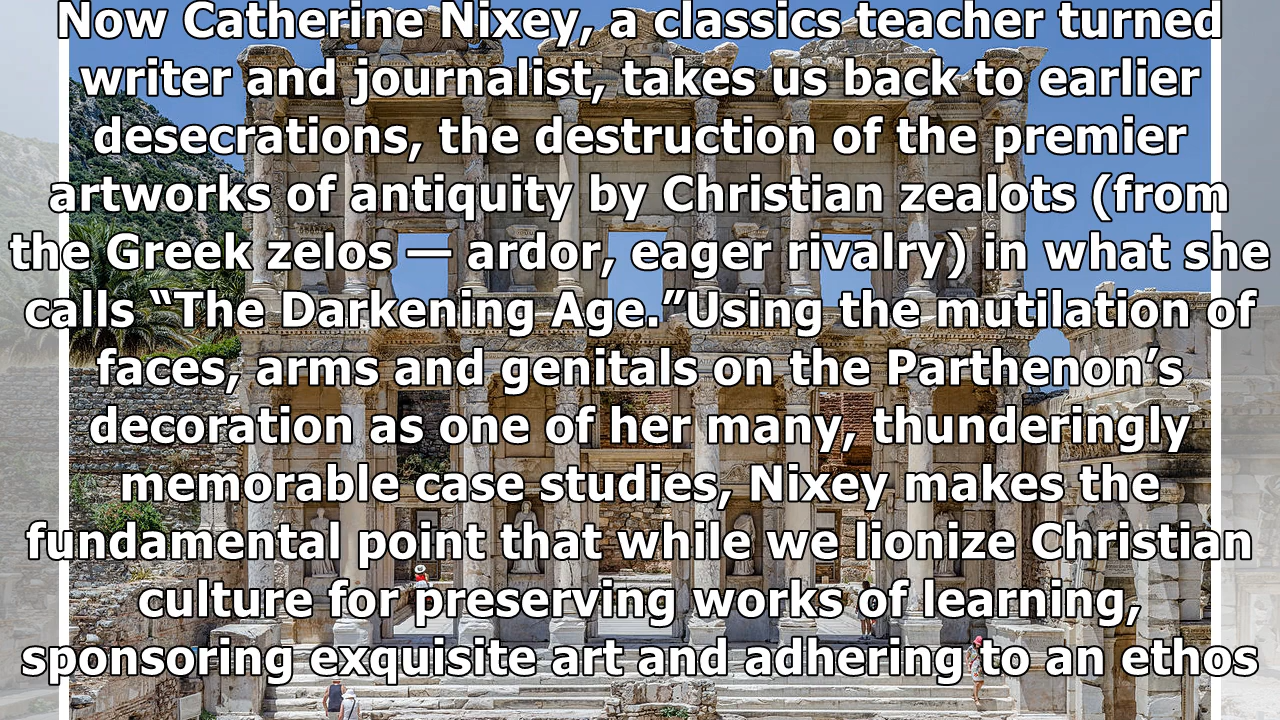 Now Catherine Nixey, a classics teacher turned
writer and journalist, takes us back to earlier
desecrations, the destruction of the premier
artworks of antiquity by Christian zealots (from
the Greek zelos — ardor, eager rivalry) in what she
calls “The Darkening Age.”Using the mutilation of
faces, arms and genitals on the Parthenon’s
decoration as one of her many, thunderingly
memorable case studies, Nixey makes the
fundamental point that while we lionize Christian
culture for preserving works of learning,
sponsoring exquisite art and adhering to an ethos